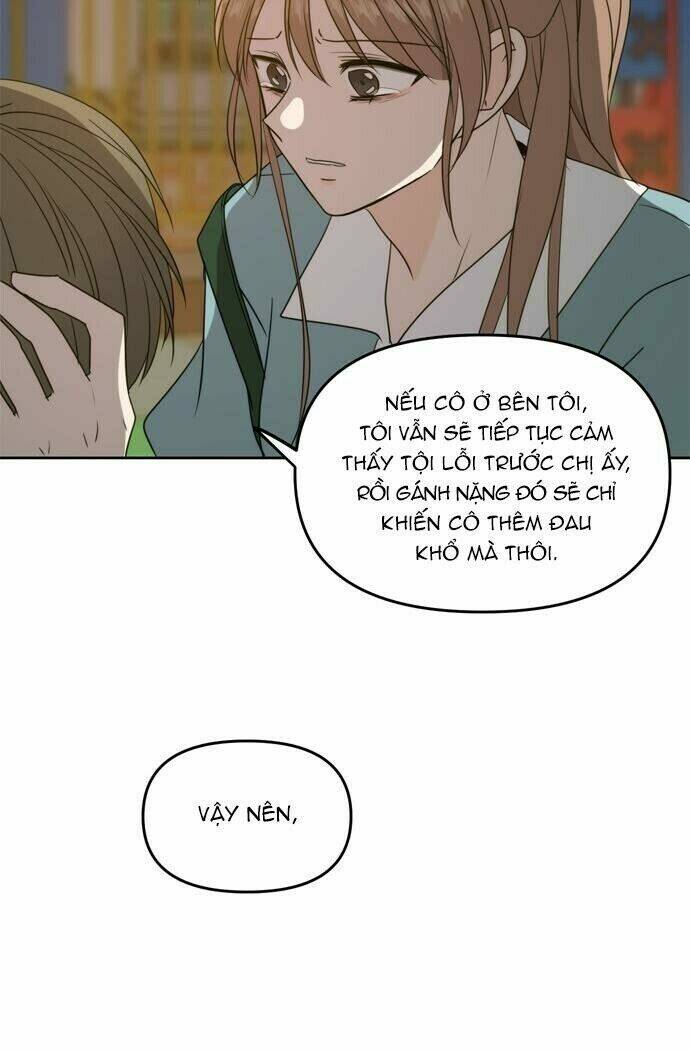 NẾU CÔ Ở BÊN TÔI,
TÔI VẪN SẼ TIẾP TỤC CẢM
THẤY TỘI LỖI TRƯỚC CHỊ ẤY,
RỒI GÁNH NẶNG ĐÓ SẼ CHỈ
KHIẾN CÔ THÊM ĐAU
KHỔ MÀ THÔI.
VẬY NÊN,